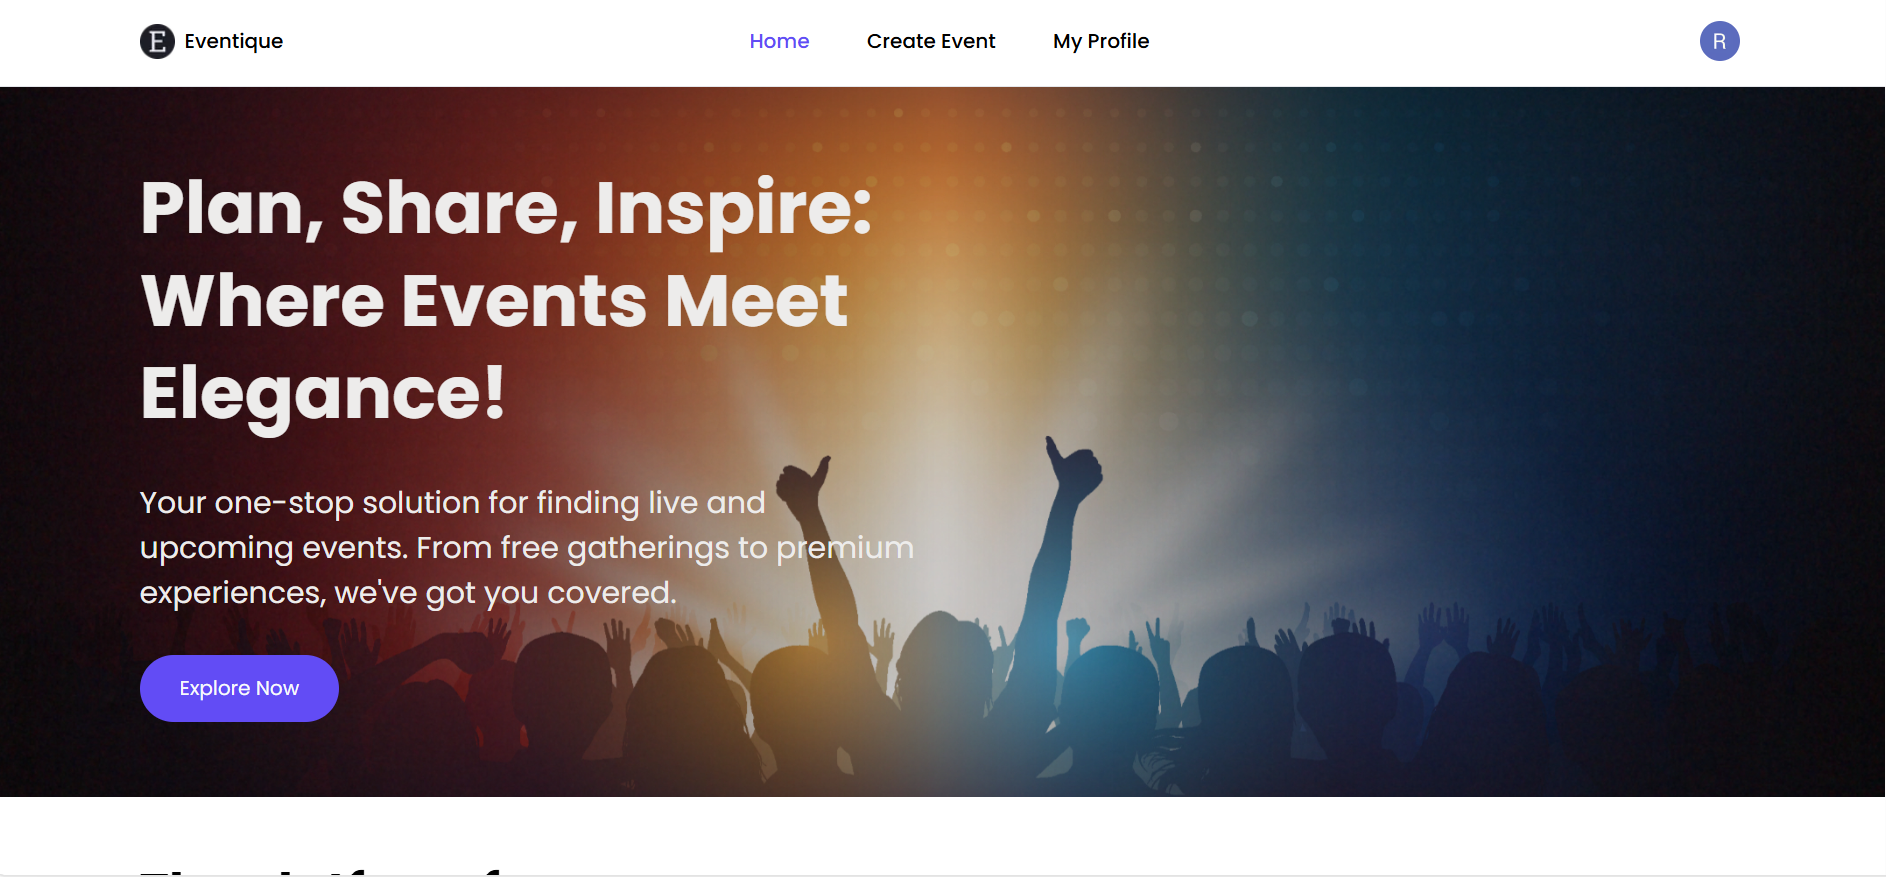 E Eventique
Home Create Event My Profile
R
Plan, Share, Inspire:
Where Events Meet
Elegance!
Your one-stop solution for finding live and
upcoming events. From free gatherings to premium
experiences, we've got you covered.
Explore Now